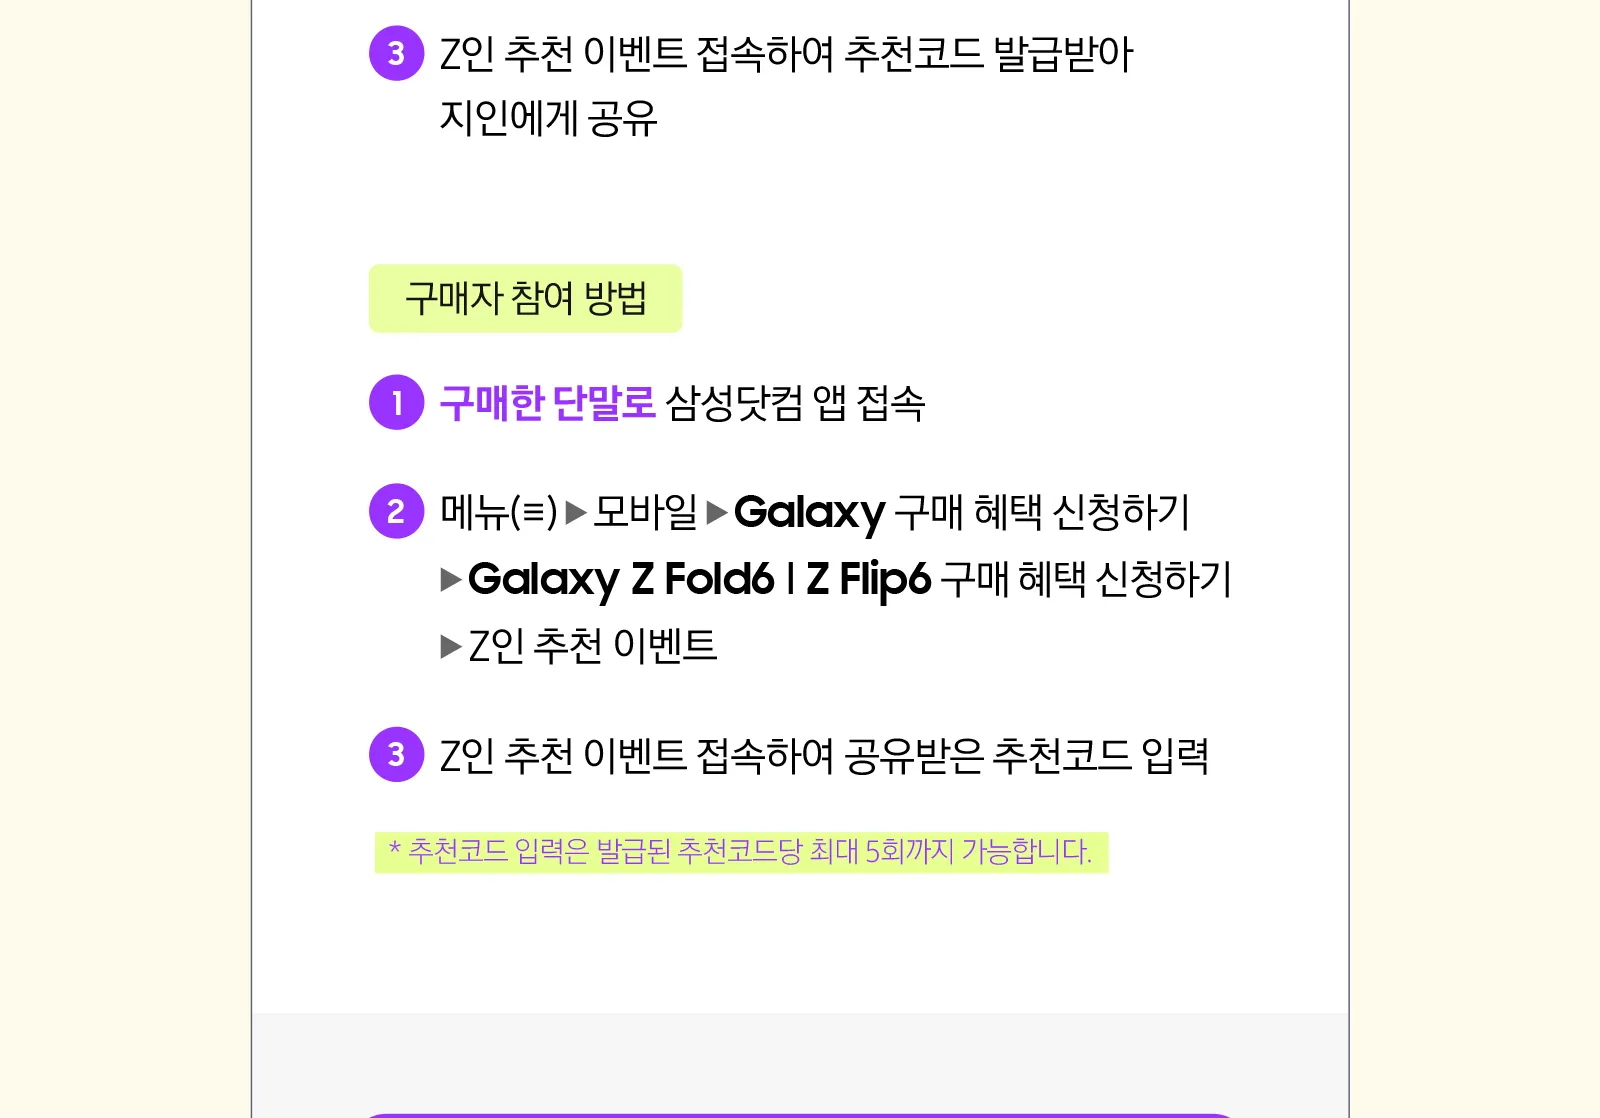 3 Z인 추천 이벤트 접속하여 추천코드 발급받아
지인에게 공유
구매자 참여 방법
1 구매한 단말로 삼성닷컴 앱 접속
2 메뉴(≡) ▶ 모바일 ▶ Galaxy 구매 혜택 신청하기
▶ Galaxy Z Fold6 | Z Flip6 구매 혜택 신청하기
▶ Z인 추천 이벤트
3 Z인 추천 이벤트 접속하여 공유받은 추천코드 입력
* 추천코드 입력은 발급된 추천코드당 최대 5회까지 가능합니다.